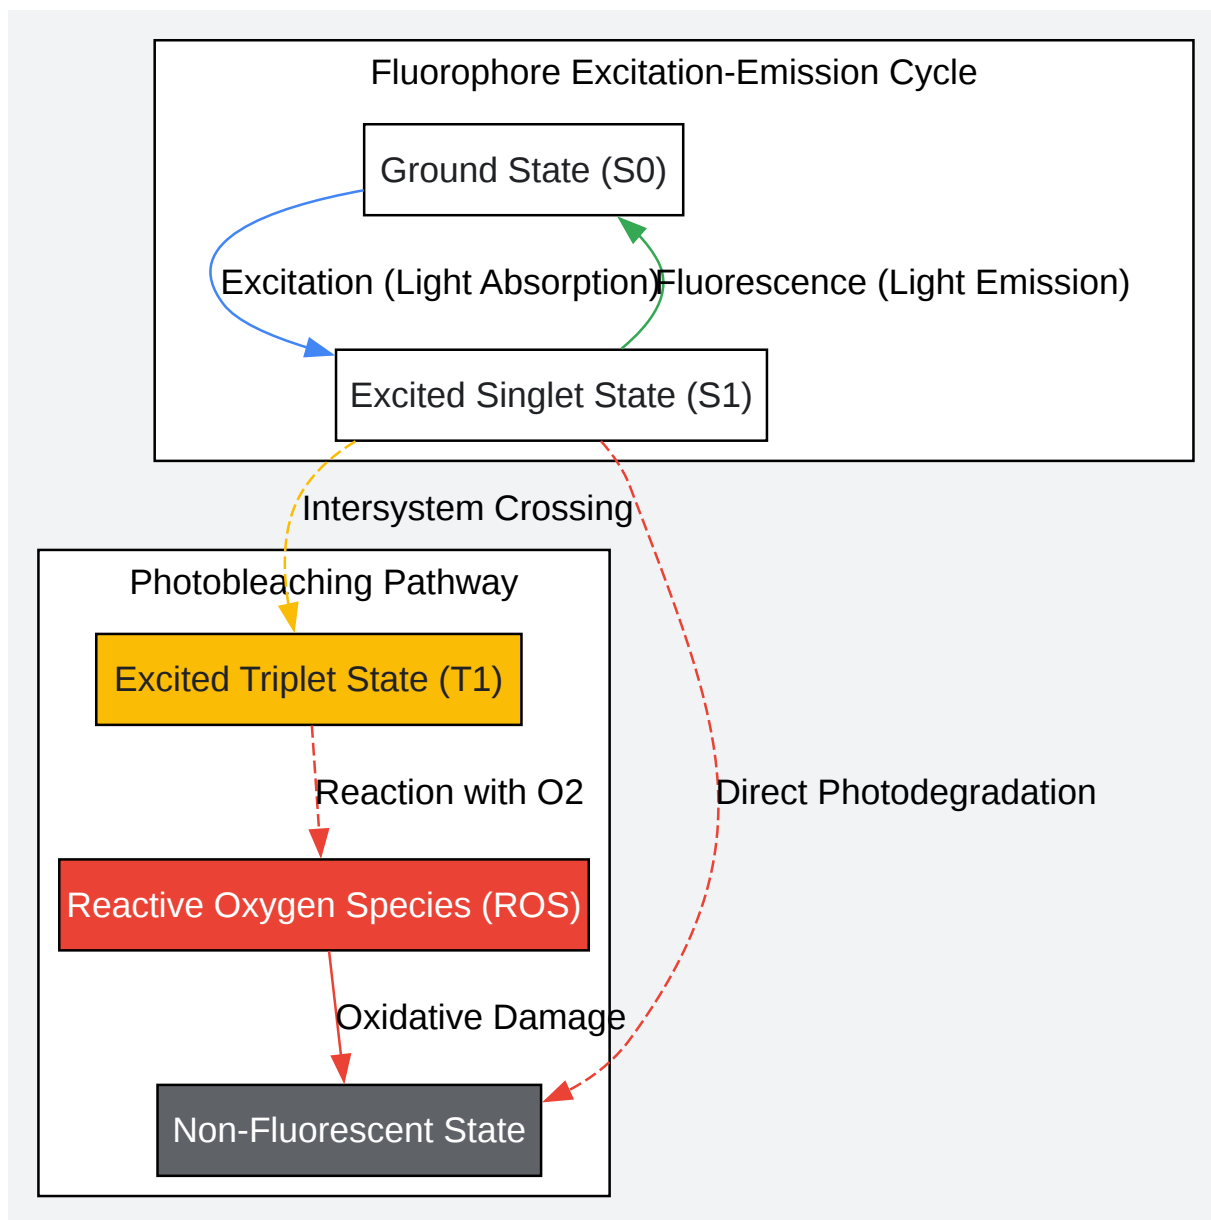 Fluorophore Excitation-Emission Cycle
Ground State (S0)
Excitation (Light Absorption)
Fluorescence (Light Emission)
Excited Singlet State (S1)
Intersystem Crossing
Photobleaching Pathway
Excited Triplet State (T1)
Reaction with O2
Direct Photodegradation
Reactive Oxygen Species (ROS)
Oxidative Damage
Non-Fluorescent State